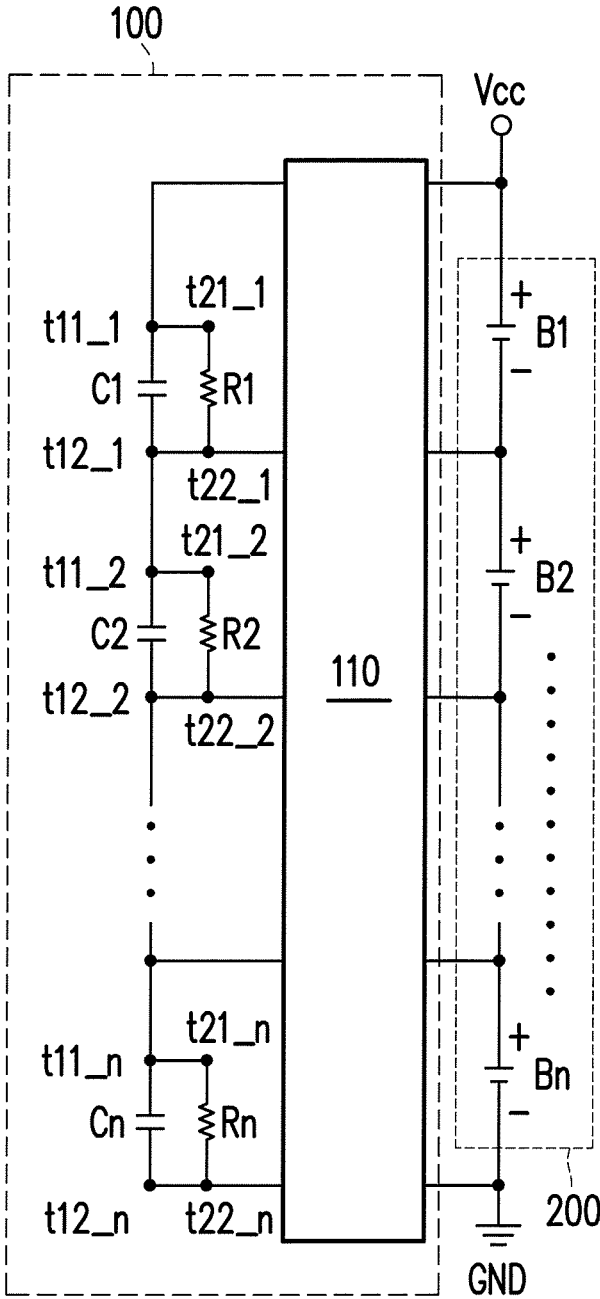 100
Vcc
t21_1
+
t11_1
B1
C1
R1
−
t12_1
t22_1
t21_2
+
t11_2
B2
C2
R2
−
110
t12_2
t22_2
t21_n
+
t11_n
Bn
Cn
Rn
−
t12_n
t22_n
200
GND